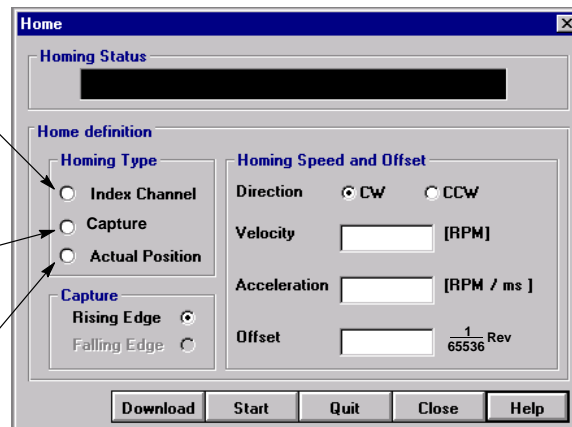 Home
Homing Status
Home definition
Homing Type
Index Channel
Capture
Actual Position
Capture
Rising Edge
Falling Edge
Homing Speed and Offset
Direction CW CCW
Velocity [RPM]
Acceleration [RPM / ms ]
Offset 1/65536 Rev
Download Start Quit Close Help